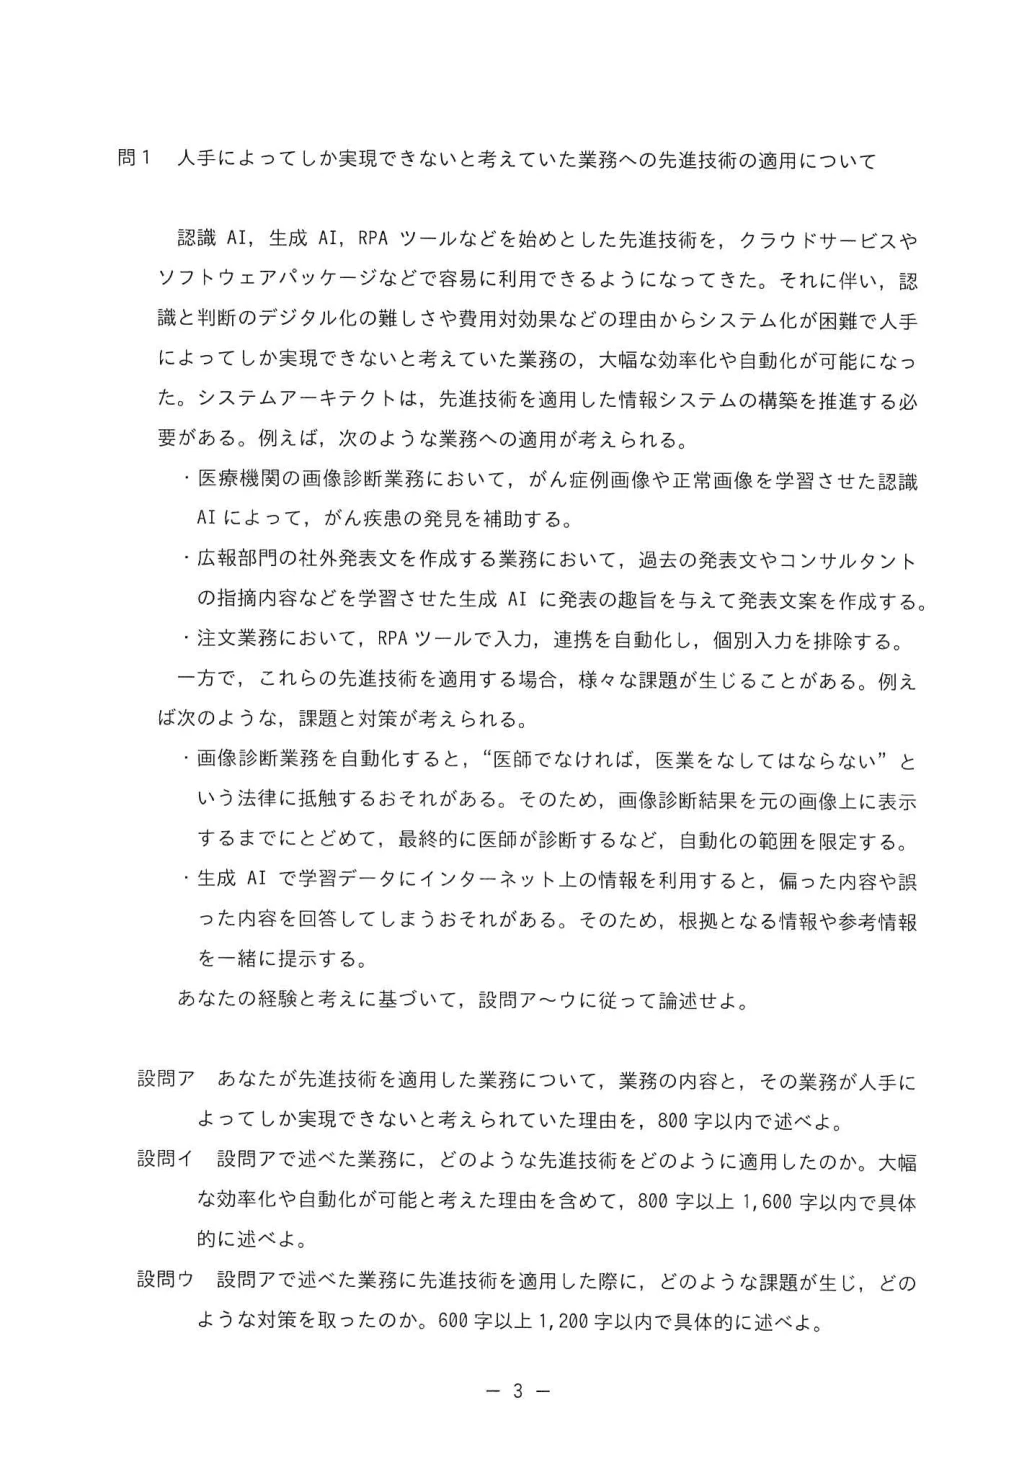 問1　人手によってしか実現できないと考えていた業務への先進技術の適用について
認識 AI，生成 AI，RPA ツールなどを始めとした先進技術を，クラウドサービスや
ソフトウェアパッケージなどで容易に利用できるようになってきた。それに伴い，認
識と判断のデジタル化の難しさや費用対効果などの理由からシステム化が困難で人手
によってしか実現できないと考えていた業務の，大幅な効率化や自動化が可能になっ
た。システムアーキテクトは，先進技術を適用した情報システムの構築を推進する必
要がある。例えば，次のような業務への適用が考えられる。
・医療機関の画像診断業務において，がん症例画像や正常画像を学習させた認識
AI によって，がん疾患の発見を補助する。
・広報部門の社外発表文を作成する業務において，過去の発表文やコンサルタント
の指摘内容などを学習させた生成 AI に発表の趣旨を与えて発表文案を作成する。
・注文業務において，RPA ツールで入力，連携を自動化し，個別入力を排除する。
一方で，これらの先進技術を適用する場合，様々な課題が生じることがある。例え
ば次のような，課題と対策が考えられる。
・画像診断業務を自動化すると，“医師でなければ，医業をなしてはならない”と
いう法律に抵触するおそれがある。そのため，画像診断結果を元の画像上に表示
するまでにとどめて，最終的に医師が診断するなど，自動化の範囲を限定する。
・生成 AI で学習データにインターネット上の情報を利用すると，偏った内容や誤
った内容を回答してしまうおそれがある。そのため，根拠となる情報や参考情報
を一緒に提示する。
あなたの経験と考えに基づいて，設問ア～ウに従って論述せよ。
設問ア　あなたが先進技術を適用した業務について，業務の内容と，その業務が人手に
よってしか実現できないと考えられていた理由を，800 字以内で述べよ。
設問イ　設問アで述べた業務に，どのような先進技術をどのように適用したのか。大幅
な効率化や自動化が可能と考えた理由を含めて，800 字以上 1,600 字以内で具体
的に述べよ。
設問ウ　設問アで述べた業務に先進技術を適用した際に，どのような課題が生じ，どの
ような対策を取ったのか。600 字以上 1,200 字以内で具体的に述べよ。
－ 3 －